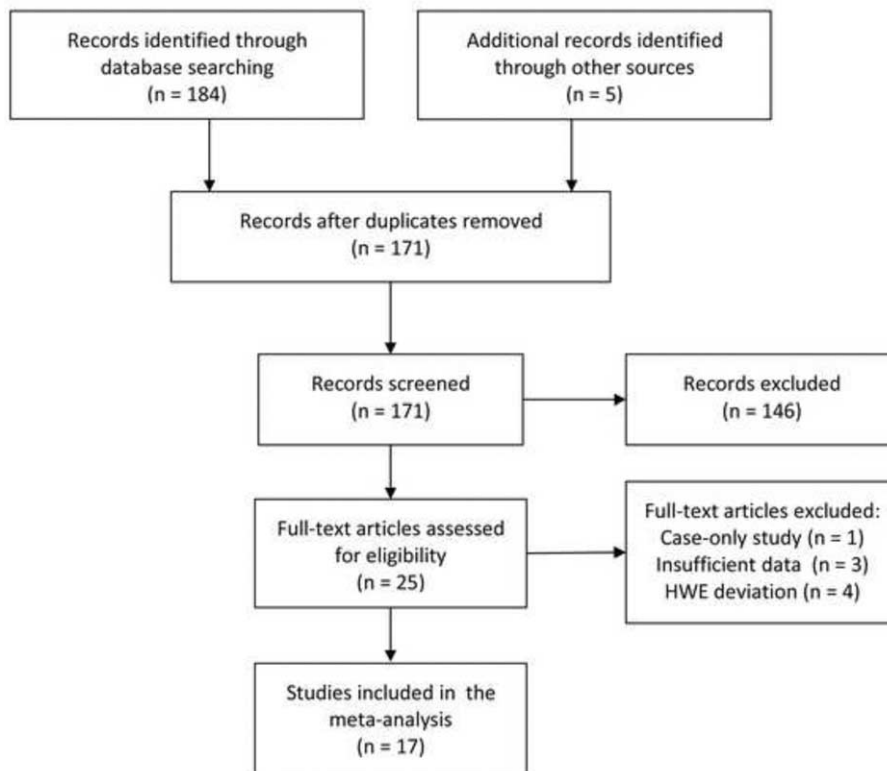 Records identified through
database searching
(n = 184)
Additional records identified
through other sources
(n = 5)
Records after duplicates removed
(n = 171)
Records screened
(n = 171)
Records excluded
(n = 146)
Full-text articles assessed
for eligibility
(n = 25)
Full-text articles excluded:
Case-only study (n = 1)
Insufficient data (n = 3)
HWE deviation (n = 4)
Studies included in the
meta-analysis
(n = 17)